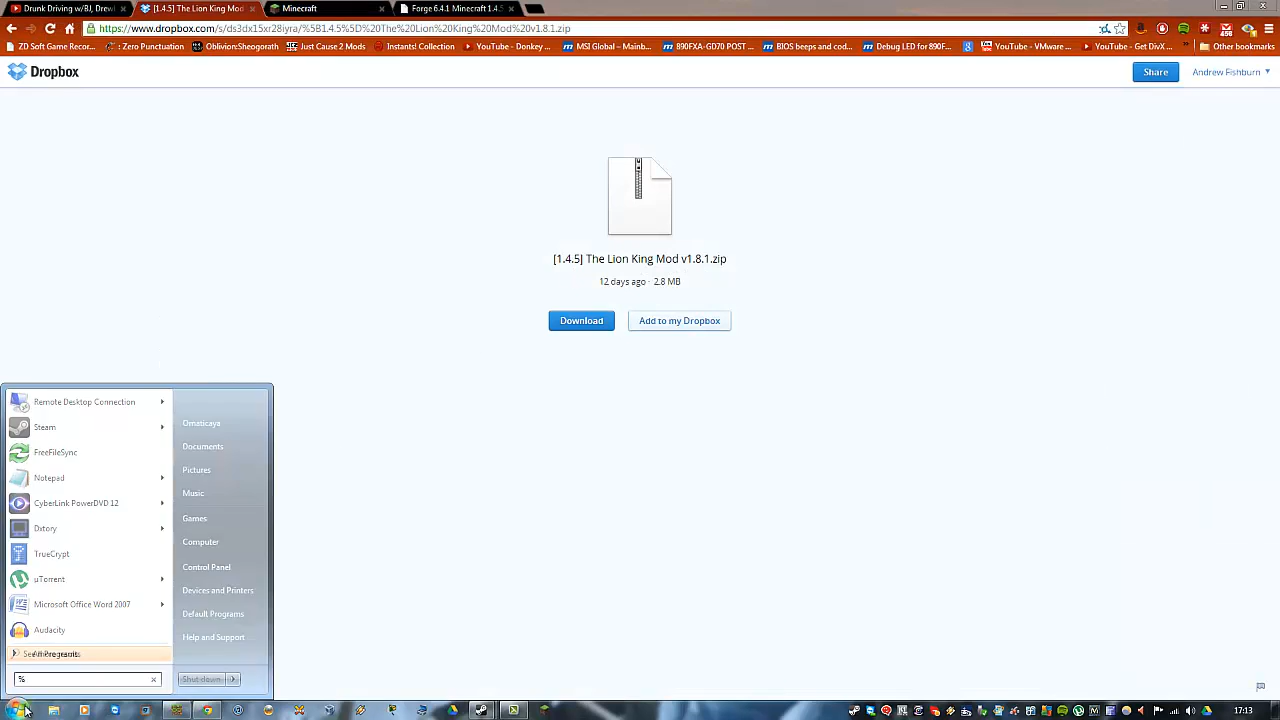 Drunk Driving w/BJ, Drewl
[1.4.5] The Lion King Mod
Minecraft
Forge 6.4.1 Minecraft 1.4.5
https://www.dropbox.com/s/ds3dx15xr28iyra/%5B1.4.5%5D%20The%20Lion%20King%20Mod%20v1.8.1.zip
ZD Soft Game Recor...
: Zero Punctuation
Oblivion:Sheogorath
Just Cause 2 Mods
Instants! Collection
YouTube - Donkey ...
MSI Global – Mainb...
890FXA-GD70 POST ...
BIOS beeps and cod...
Debug LED for 890F...
YouTube - VMware ...
YouTube - Get DivX
Other bookmarks
Dropbox
Share
Andrew Fishburn
[1.4.5] The Lion King Mod v1.8.1.zip
12 days ago · 2.8 MB
Download
Add to my Dropbox
Remote Desktop Connection
Steam
FreeFileSync
Notepad
CyberLink PowerDVD 12
Dxtory
TrueCrypt
µTorrent
Microsoft Office Word 2007
Audacity
All Programs
%
Omaticaya
Documents
Pictures
Music
Games
Computer
Control Panel
Devices and Printers
Default Programs
Help and Support
Shut down
17:13